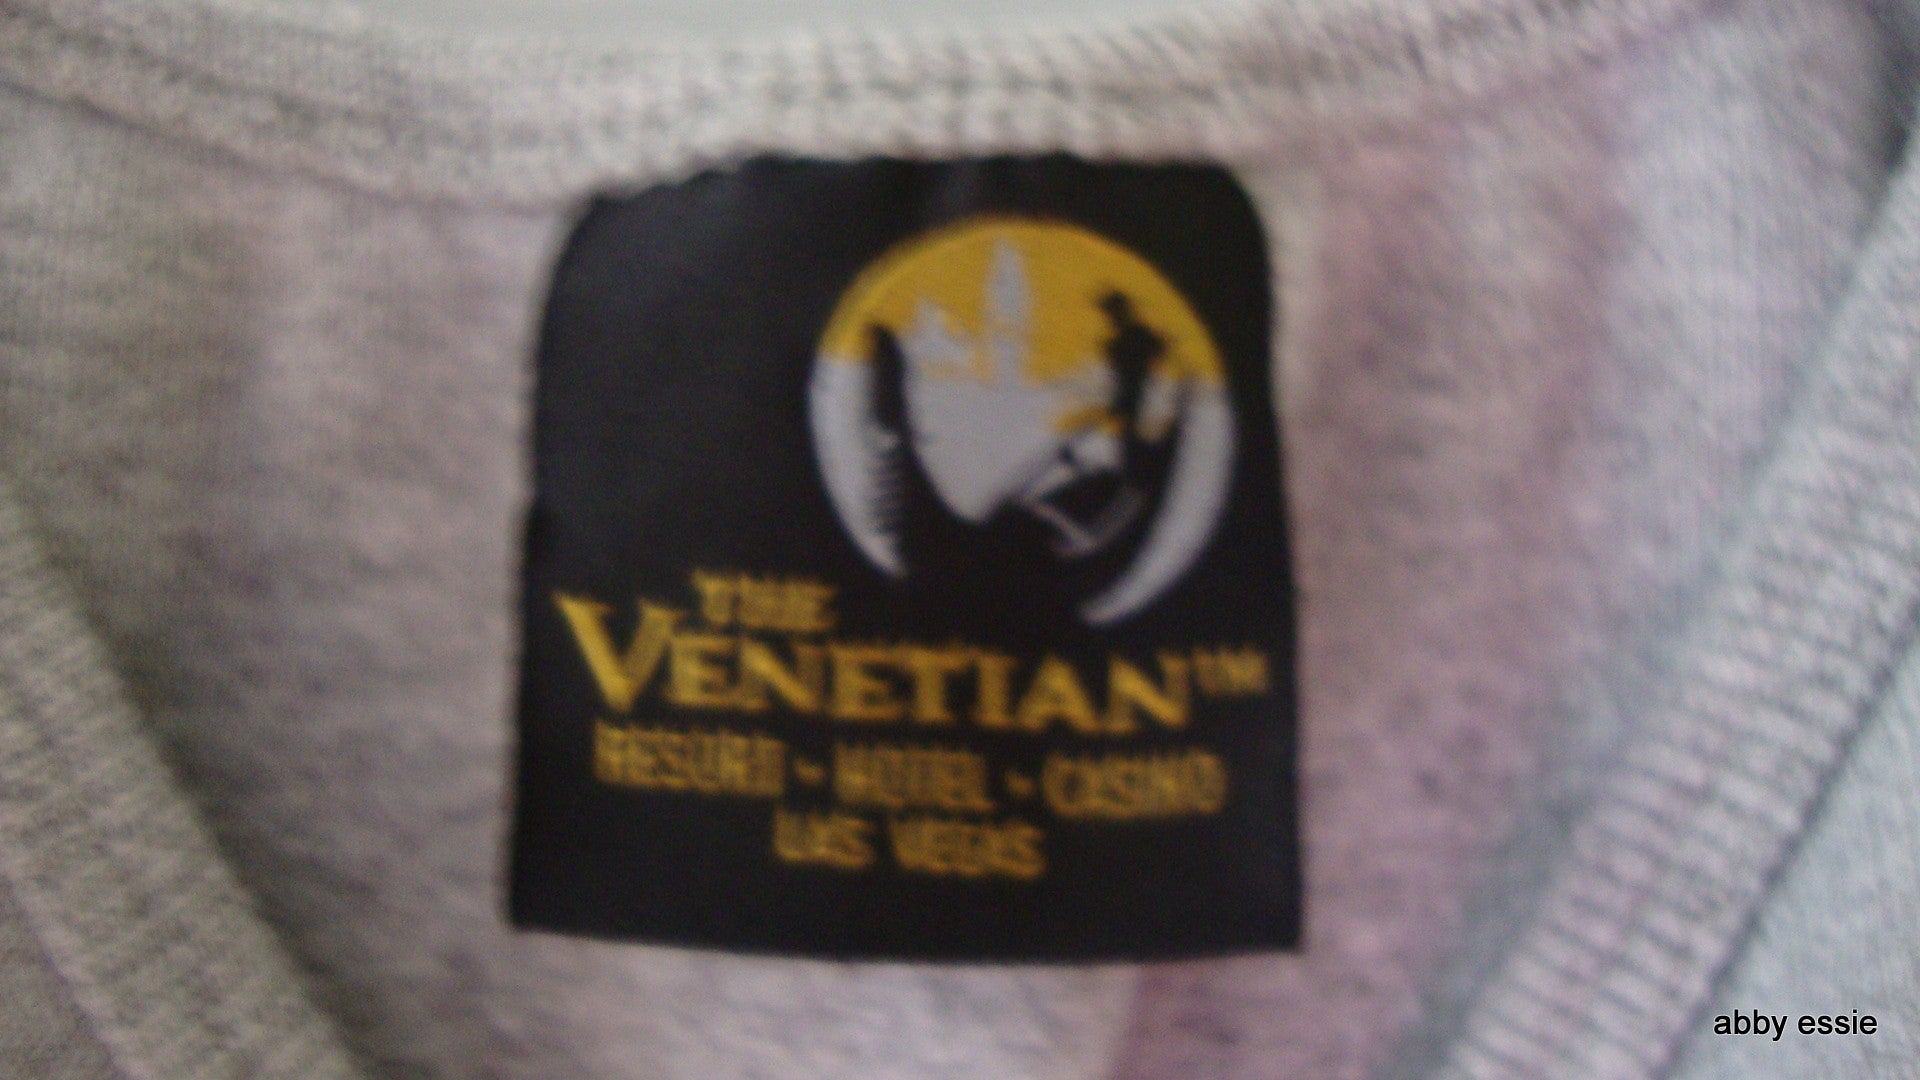 THE
VENETIAN™
RESORT - HOTEL - CASINO
LAS VEGAS
abby essie